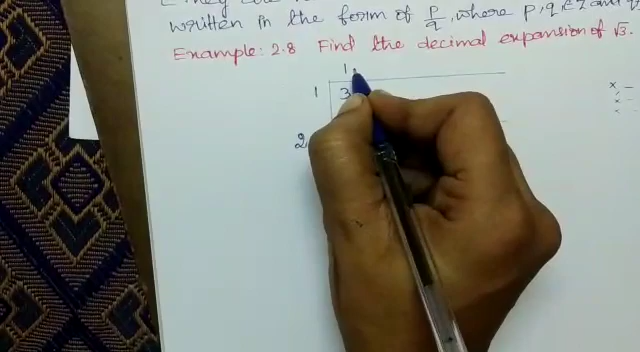 written in the form of p/q, where p, q ∈ Z and
Example: 2.8 Find the decimal expansion of √3.
1.
1 3
2